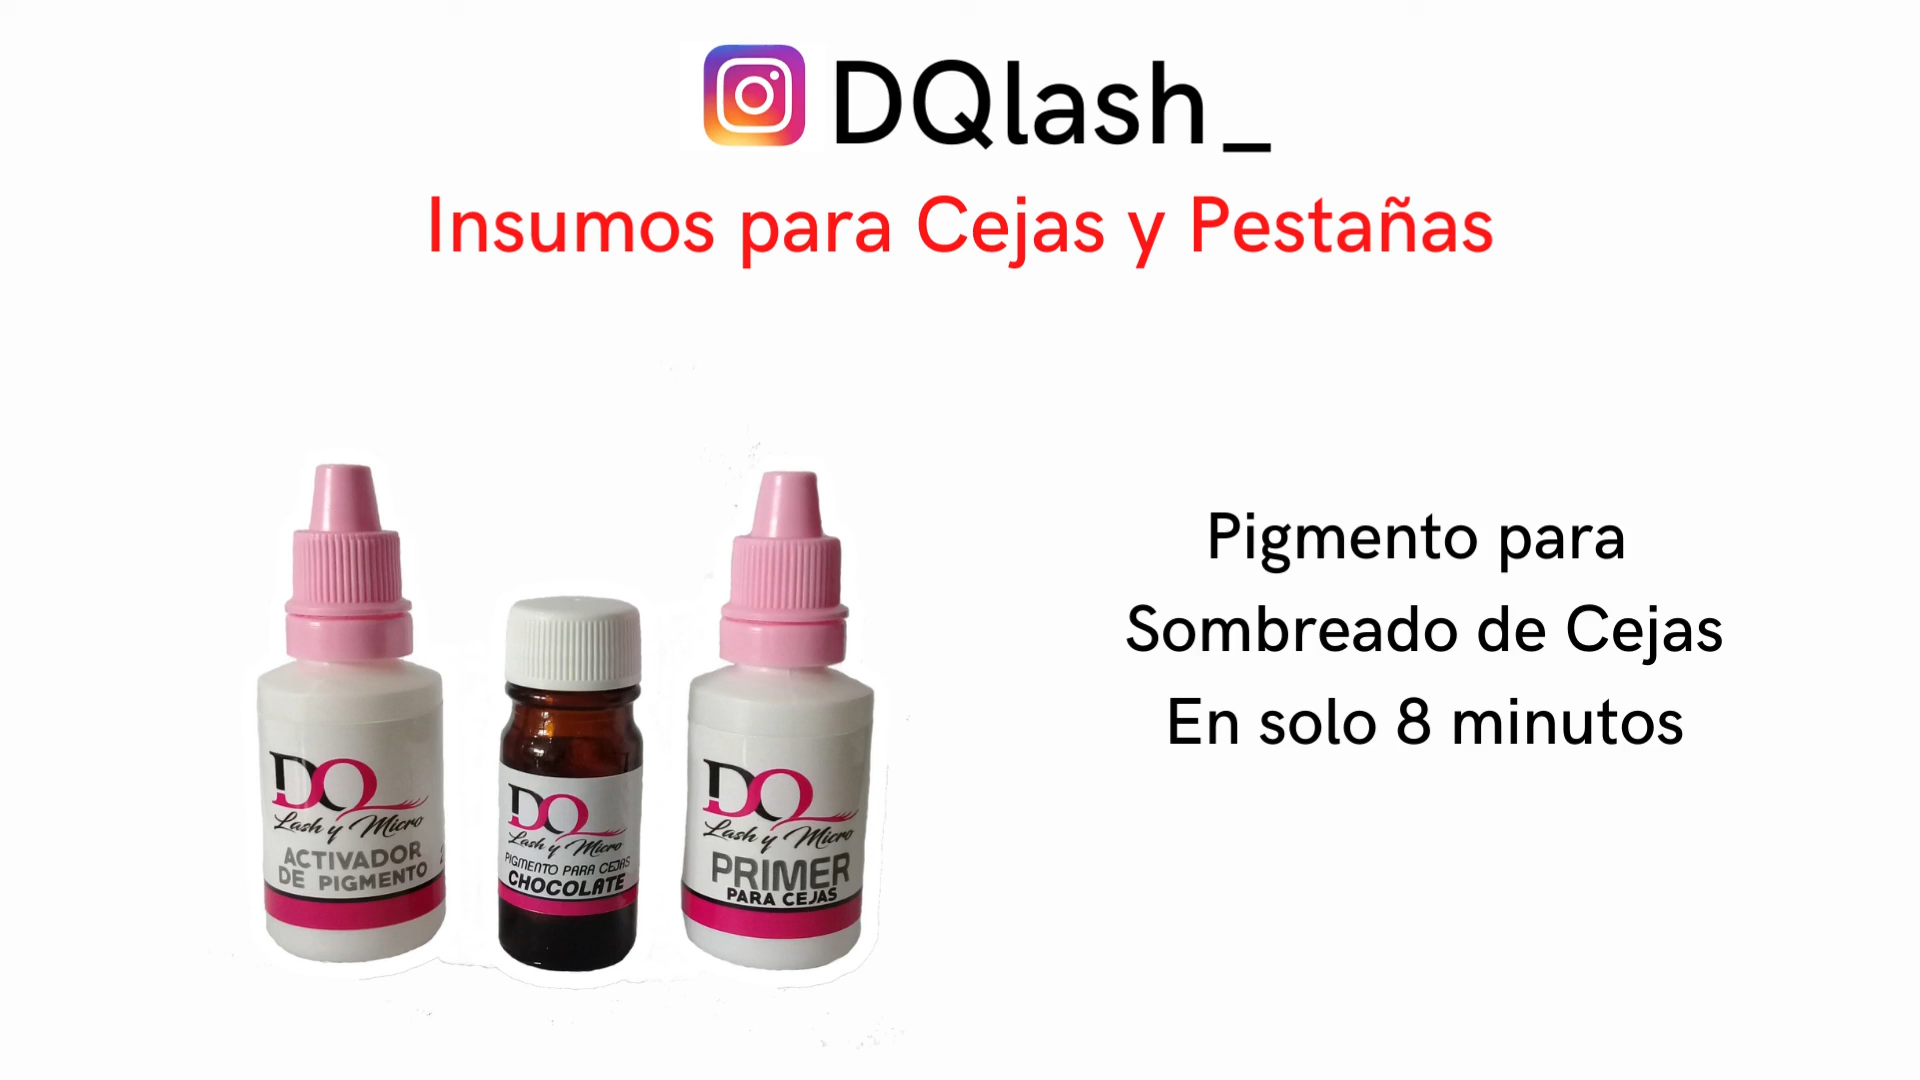 DQlash_
Insumos para Cejas y Pestañas
Pigmento para
Sombreado de Cejas
En solo 8 minutos
DQ
Lash y Micro
ACTIVADOR
DE PIGMENTO
DQ
Lash y Micro
PIGMENTO PARA CEJAS
CHOCOLATE
DQ
Lash y Micro
PRIMER
PARA CEJAS